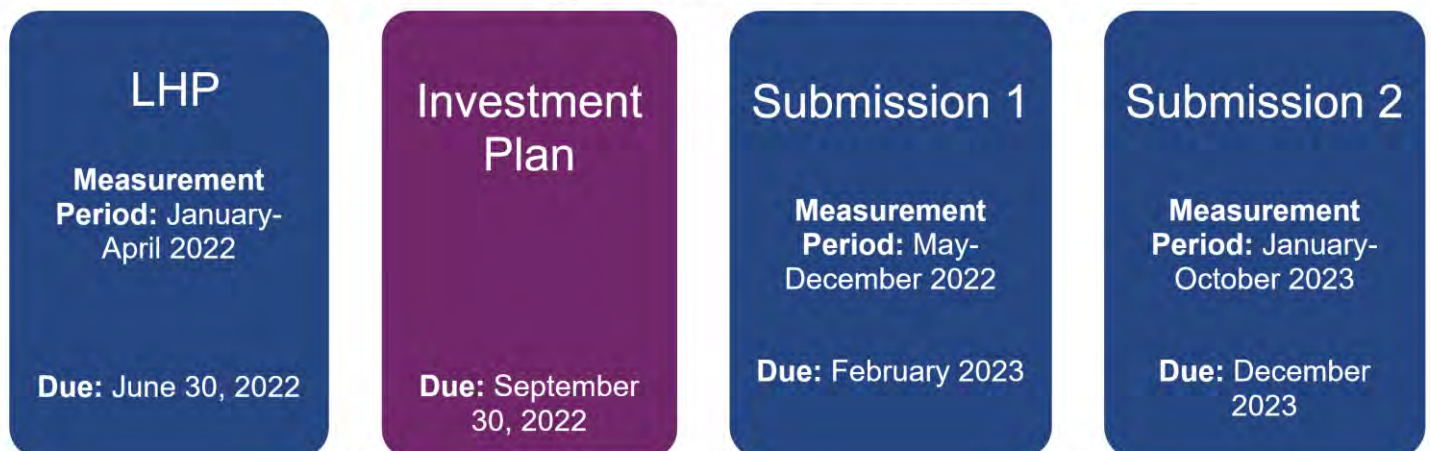 LHP
Measurement
Period: January-
April 2022
Due: June 30, 2022
Investment
Plan
Due: September
30, 2022
Submission 1
Measurement
Period: May-
December 2022
Due: February 2023
Submission 2
Measurement
Period: January-
October 2023
Due: December
2023